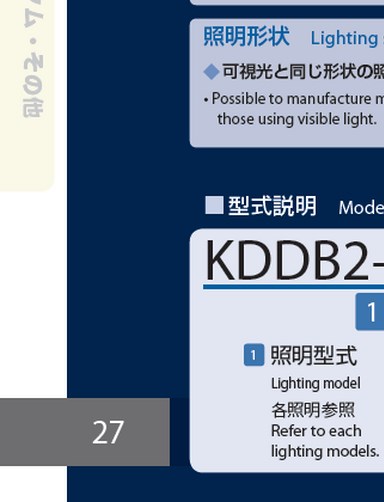 ム・その他
照明形状 Lighting
◆可視光と同じ形状の照
• Possible to manufacture
those using visible light.
■型式説明 Mode
KDDB2-
1
1 照明型式
Lighting model
各照明参照
Refer to each
lighting models.
27